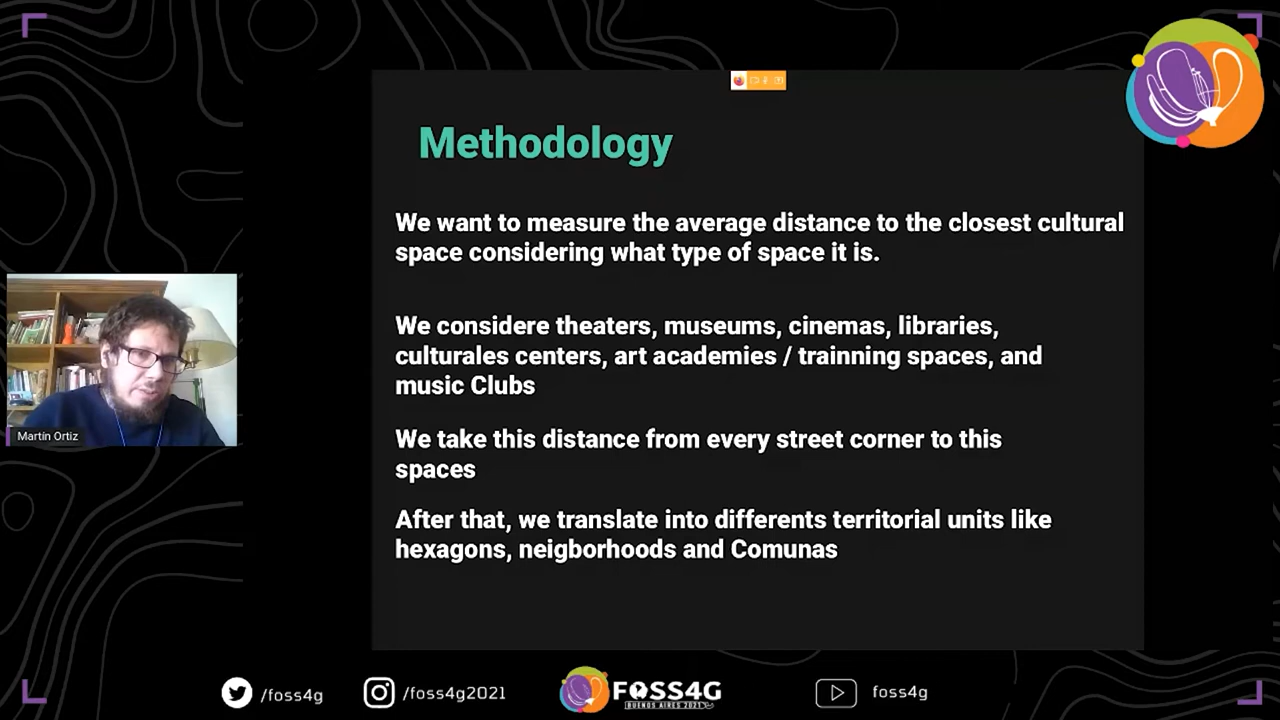 Methodology
We want to measure the average distance to the closest cultural
space considering what type of space it is.
We considere theaters, museums, cinemas, libraries,
culturales centers, art academies / trainning spaces, and
music Clubs
We take this distance from every street corner to this
spaces
After that, we translate into differents territorial units like
hexagons, neigborhoods and Comunas
Martín Ortiz
/foss4g
/foss4g2021
FOSS4G
BUENOS AIRES 2021
foss4g